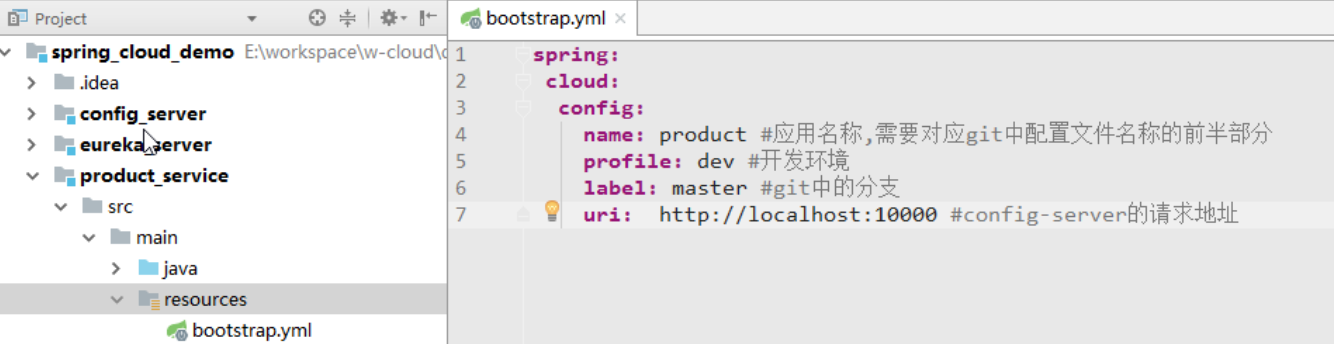 Project
spring_cloud_demo E:\workspace\w-cloud\
.idea
config_server
eureka_server
product_service
src
main
java
resources
bootstrap.yml
bootstrap.yml
1 spring:
2 cloud:
3 config:
4 name: product #应用名称,需要对应git中配置文件名称的前半部分
5 profile: dev #开发环境
6 label: master #git中的分支
7 uri:  http://localhost:10000 #config-server的请求地址